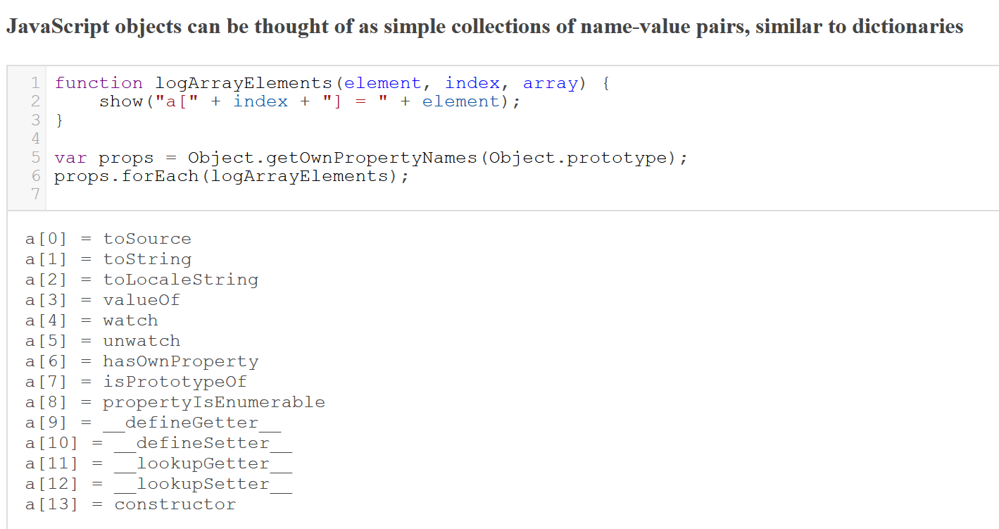 JavaScript objects can be thought of as simple collections of name-value pairs, similar to dictionaries
1 function logArrayElements(element, index, array) {
2     show("a[" + index + "] = " + element);
3 }
4
5 var props = Object.getOwnPropertyNames(Object.prototype);
6 props.forEach(logArrayElements);
7
a[0] = toSource
a[1] = toString
a[2] = toLocaleString
a[3] = valueOf
a[4] = watch
a[5] = unwatch
a[6] = hasOwnProperty
a[7] = isPrototypeOf
a[8] = propertyIsEnumerable
a[9] = __defineGetter__
a[10] = __defineSetter__
a[11] = __lookupGetter__
a[12] = __lookupSetter__
a[13] = constructor